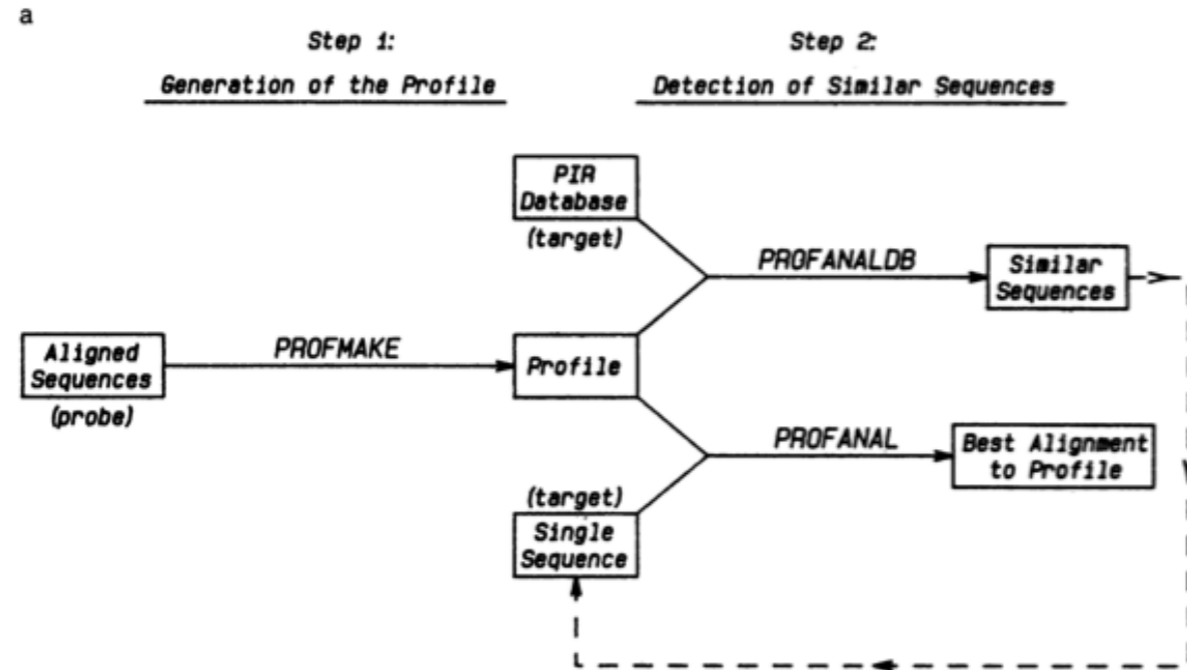 a
Step 1:
Generation of the Profile
Step 2:
Detection of Similar Sequences
PIR
Database
(target)
PROFANALDB
Similar
Sequences
Aligned
Sequences
(probe)
PROFMAKE
Profile
PROFANAL
Best Alignment
to Profile
(target)
Single
Sequence